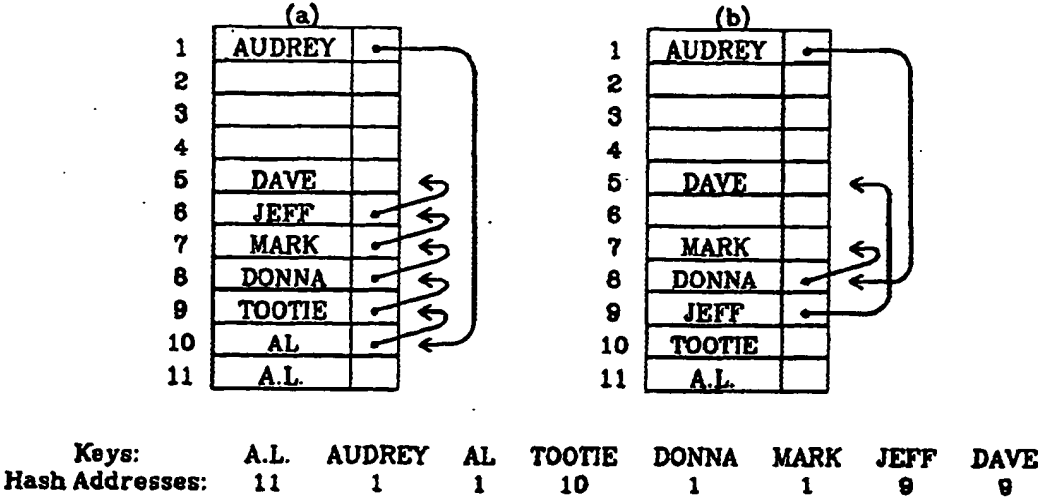 (a)
1 AUDREY
2
3
4
5 DAVE
6 JEFF
7 MARK
8 DONNA
9 TOOTIE
10 AL
11 A.L.
(b)
1 AUDREY
2
3
4
5 DAVE
6
7 MARK
8 DONNA
9 JEFF
10 TOOTIE
11 A.L.
Keys: A.L. AUDREY AL TOOTIE DONNA MARK JEFF DAVE
Hash Addresses: 11 1 1 10 1 1 9 9